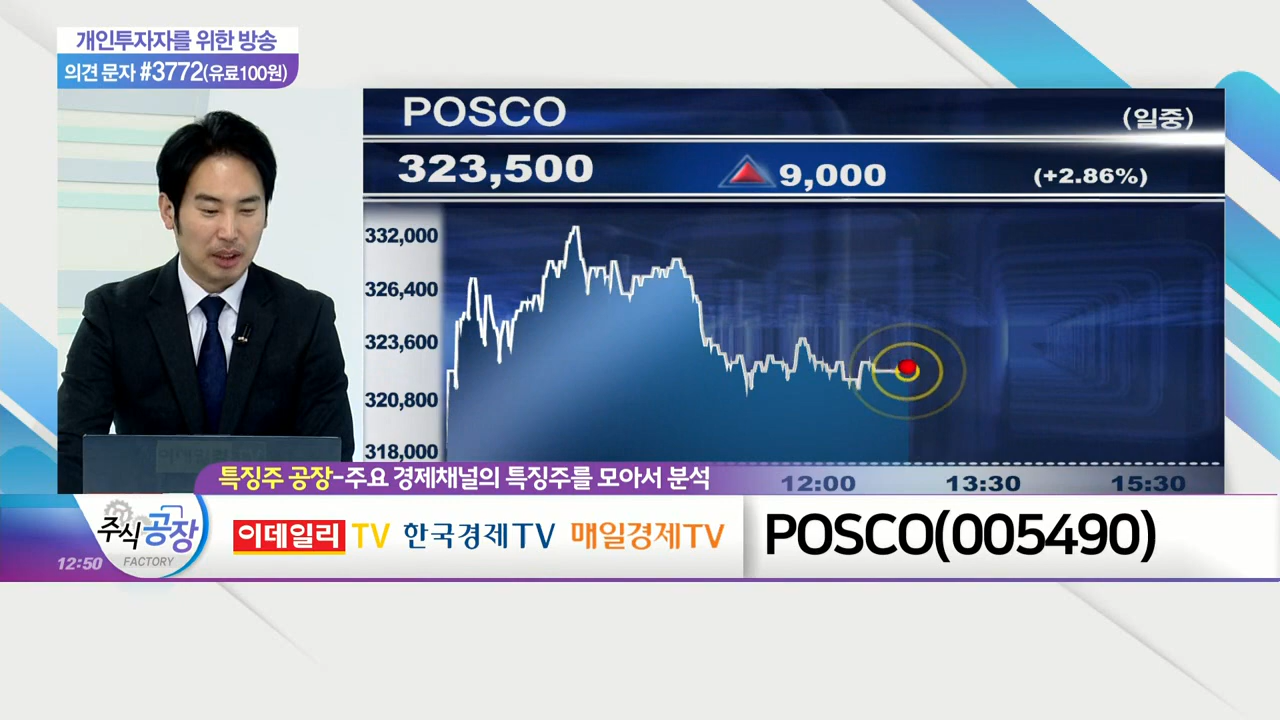 개인투자자를 위한 방송
의견 문자 #3772(유료100원)
POSCO
(일중)
323,500
9,000
(+2.86%)
332,000
326,400
323,600
320,800
318,000
12:00
13:30
15:30
특징주 공장-주요 경제채널의 특징주를 모아서 분석
주식공장
FACTORY
12:50
이데일리 TV
한국경제TV
매일경제TV
POSCO(005490)